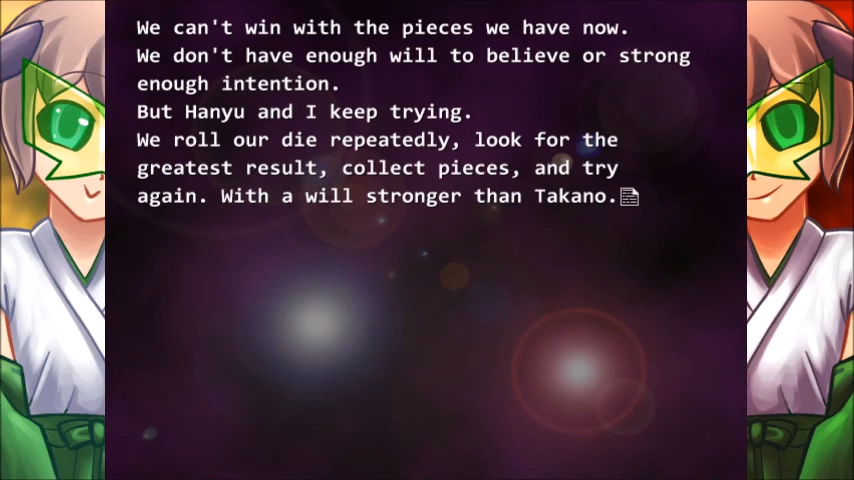 We can't win with the pieces we have now.
We don't have enough will to believe or strong
enough intention.
But Hanyu and I keep trying.
We roll our die repeatedly, look for the
greatest result, collect pieces, and try
again. With a will stronger than Takano.